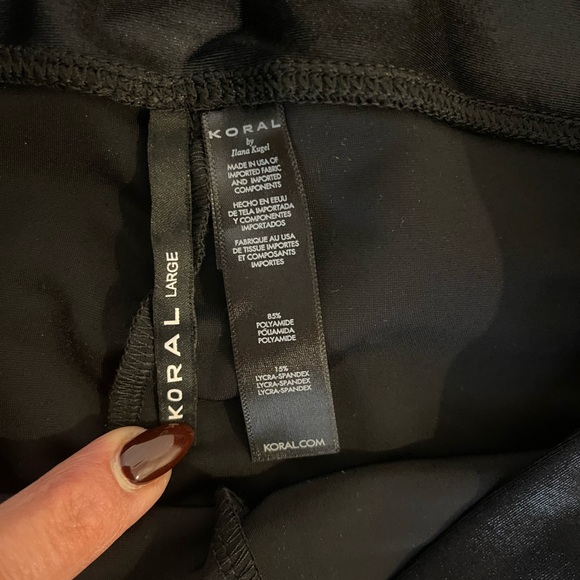 KORAL LARGE
KORAL
by
Ilana Kugel
MADE IN USA OF
IMPORTED FABRIC
AND IMPORTED
COMPONENTS
HECHO EN EEUU
DE TELA IMPORTADA
Y COMPONENTES
IMPORTADOS
FABRIQUE AU USA
DE TISSUE IMPORTES
ET COMPOSANTS
IMPORTES
85%
POLYAMIDE
PÓLIAMIDA
POLYAMIDE
15%
LYCRA-SPANDEX
LYCRA-SPANDEX
LYCRA-SPANDEX
KORAL.COM